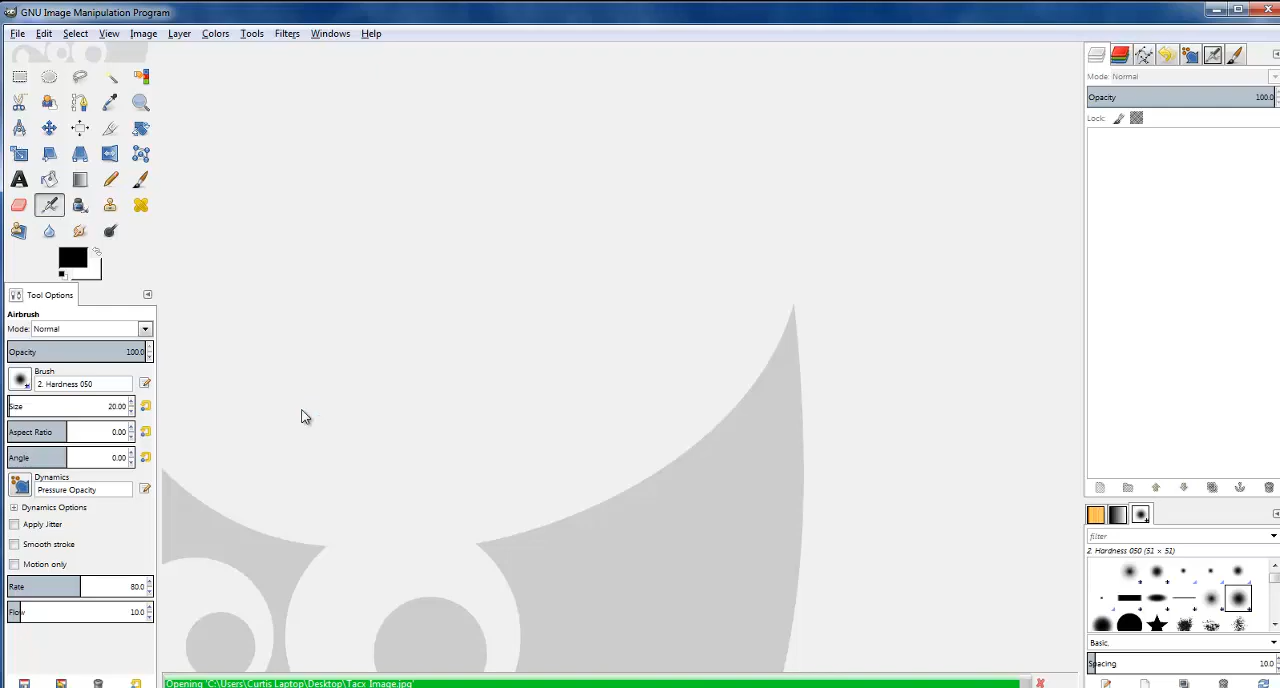 GNU Image Manipulation Program
File Edit Select View Image Layer Colors Tools Filters Windows Help
Mode: Normal
Opacity 100.0
Lock:
Tool Options
Airbrush
Mode: Normal
Opacity 100.0
Brush
2. Hardness 050
Size 20.00
Aspect Ratio 0.00
Angle 0.00
Dynamics
Pressure Opacity
Dynamics Options
Apply Jitter
Smooth stroke
Motion only
Rate 80.0
Flow 10.0
filter
2. Hardness 050 (51 × 51)
Basic,
Spacing 10.0
Opening 'C:\Users\Curtis Laptop\Desktop\Tacx Image.jpg'